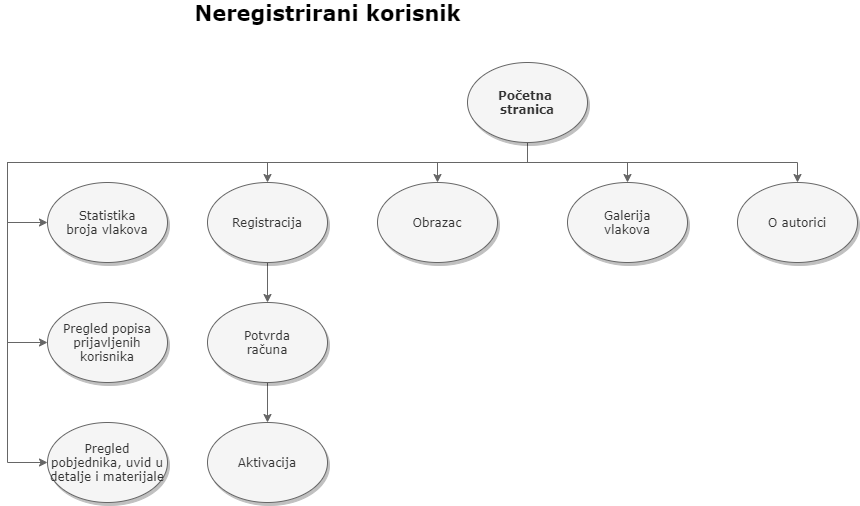 Neregistrirani korisnik
Početna
stranica
Statistika
broja vlakova
Registracija
Obrazac
Galerija
vlakova
O autorici
Pregled popisa
prijavljenih
korisnika
Potvrda
računa
Pregled
pobjednika, uvid u
detalje i materijale
Aktivacija